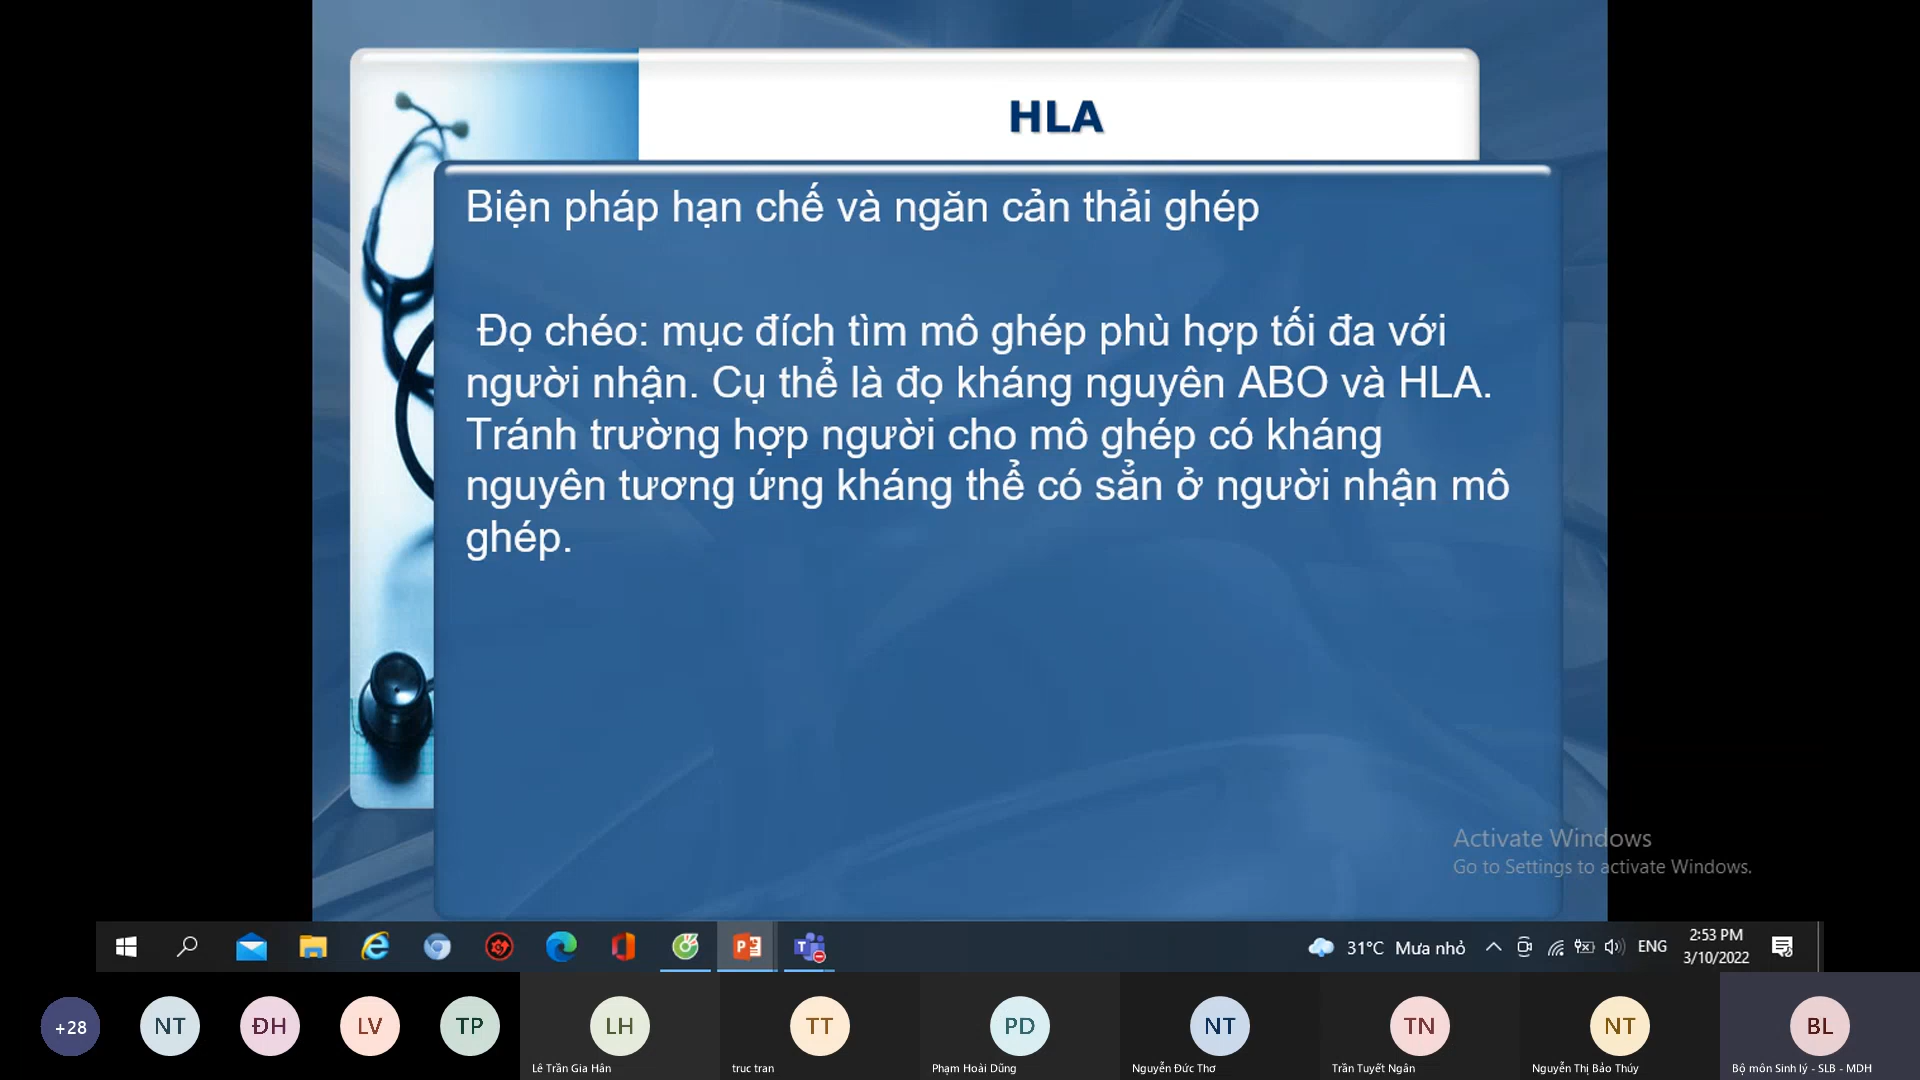 HLA
Biện pháp hạn chế và ngăn cản thải ghép
Đọ chéo: mục đích tìm mô ghép phù hợp tối đa với
người nhận. Cụ thể là đọ kháng nguyên ABO và HLA.
Tránh trường hợp người cho mô ghép có kháng
nguyên tương ứng kháng thể có sẳn ở người nhận mô
ghép.
Activate Windows
Go to Settings to activate Windows.
31°C Mưa nhỏ
ENG
2:53 PM
3/10/2022
+28
NT
ĐH
LV
TP
LH
TT
PD
NT
TN
NT
BL
Lê Trần Gia Hân
truc tran
Phạm Hoài Dũng
Nguyễn Đức Thơ
Trần Tuyết Ngân
Nguyễn Thị Bảo Thúy
Bộ môn Sinh lý - SLB - MDH